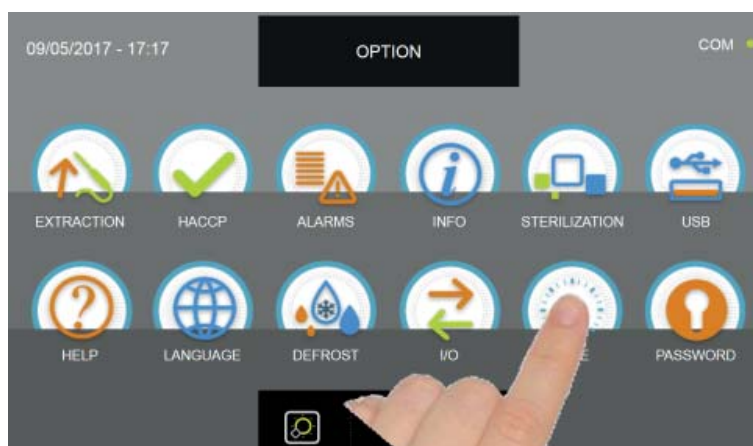 09/05/2017 - 17:17
OPTION
COM
EXTRACTION
HACCP
ALARMS
INFO
STERILIZATION
USB
HELP
LANGUAGE
DEFROST
I/O
PASSWORD